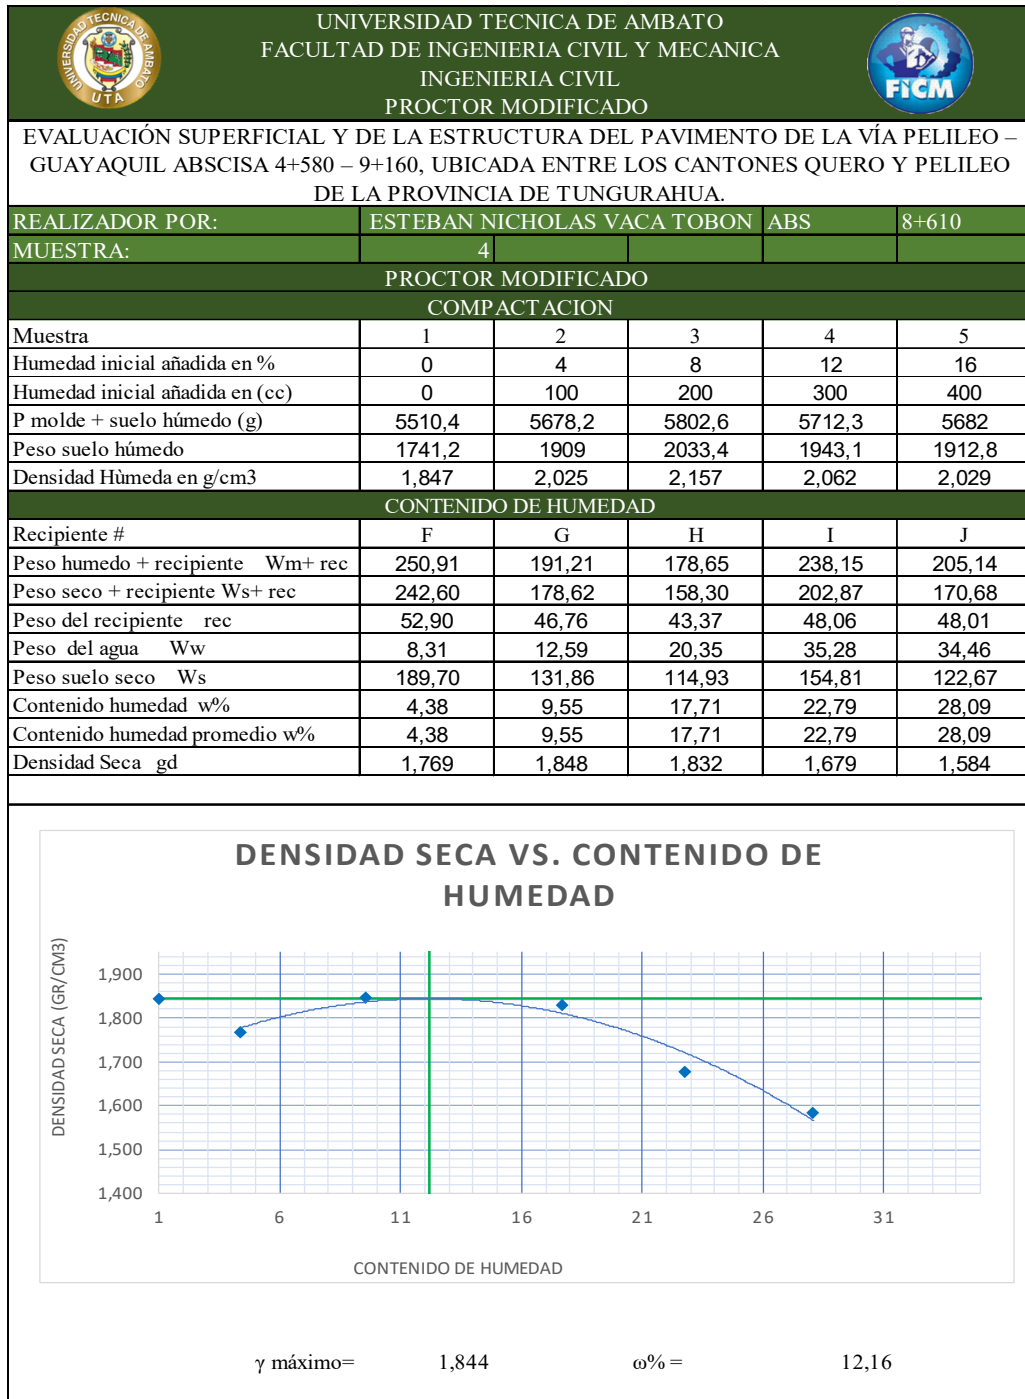 UNIVERSIDAD TECNICA DE AMBATO
UTA
UNIVERSIDAD TECNICA DE AMBATO
FACULTAD DE INGENIERIA CIVIL Y MECANICA
INGENIERIA CIVIL
PROCTOR MODIFICADO
FICM
EVALUACIÓN SUPERFICIAL Y DE LA ESTRUCTURA DEL PAVIMENTO DE LA VÍA PELILEO –
GUAYAQUIL ABSCISA 4+580 – 9+160, UBICADA ENTRE LOS CANTONES QUERO Y PELILEO
DE LA PROVINCIA DE TUNGURAHUA.
REALIZADOR POR: ESTEBAN NICHOLAS VACA TOBON ABS 8+610
MUESTRA: 4
PROCTOR MODIFICADO
COMPACTACION
Muestra 1 2 3 4 5
Humedad inicial añadida en % 0 4 8 12 16
Humedad inicial añadida en (cc) 0 100 200 300 400
P molde + suelo húmedo (g) 5510,4 5678,2 5802,6 5712,3 5682
Peso suelo húmedo 1741,2 1909 2033,4 1943,1 1912,8
Densidad Hùmeda en g/cm3 1,847 2,025 2,157 2,062 2,029
CONTENIDO DE HUMEDAD
Recipiente # F G H I J
Peso humedo + recipiente Wm+ rec 250,91 191,21 178,65 238,15 205,14
Peso seco + recipiente Ws+ rec 242,60 178,62 158,30 202,87 170,68
Peso del recipiente rec 52,90 46,76 43,37 48,06 48,01
Peso del agua Ww 8,31 12,59 20,35 35,28 34,46
Peso suelo seco Ws 189,70 131,86 114,93 154,81 122,67
Contenido humedad w% 4,38 9,55 17,71 22,79 28,09
Contenido humedad promedio w% 4,38 9,55 17,71 22,79 28,09
Densidad Seca gd 1,769 1,848 1,832 1,679 1,584
DENSIDAD SECA VS. CONTENIDO DE
HUMEDAD
DENSIDAD SECA (GR/CM3)
1,900
1,800
1,700
1,600
1,500
1,400
1 6 11 16 21 26 31
CONTENIDO DE HUMEDAD
γ máximo= 1,844 ω% = 12,16